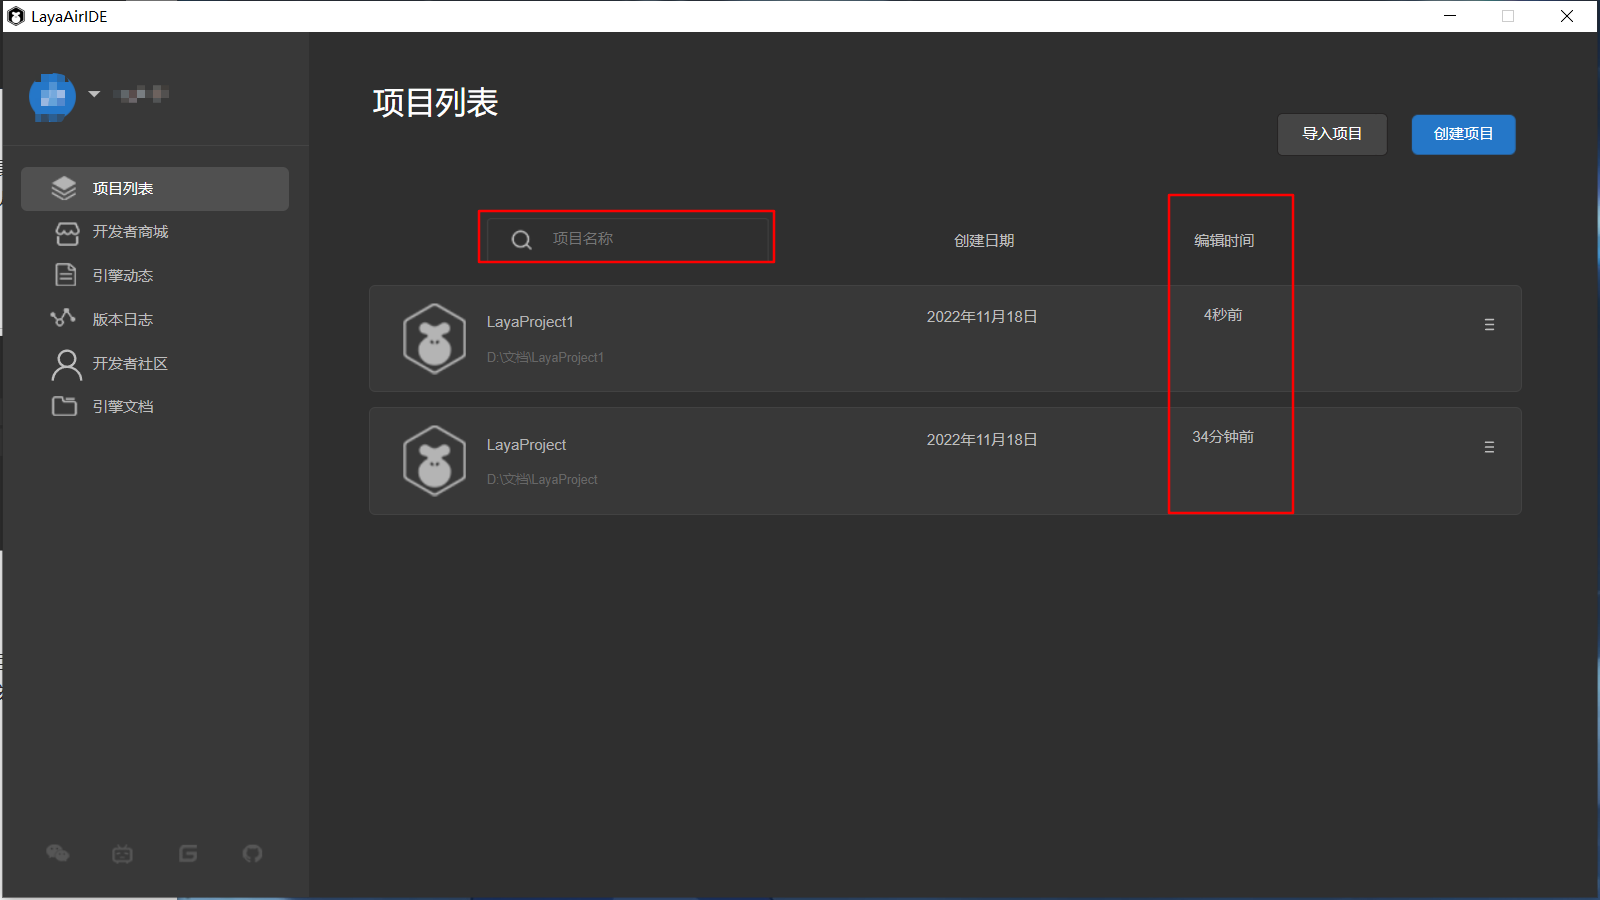 LayaAirIDE
项目列表
开发者商城
引擎动态
版本日志
开发者社区
引擎文档
项目列表
导入项目
创建项目
项目名称
创建日期
编辑时间
LayaProject1
D:\文档\LayaProject1
2022年11月18日
4秒前
LayaProject
D:\文档\LayaProject
2022年11月18日
34分钟前